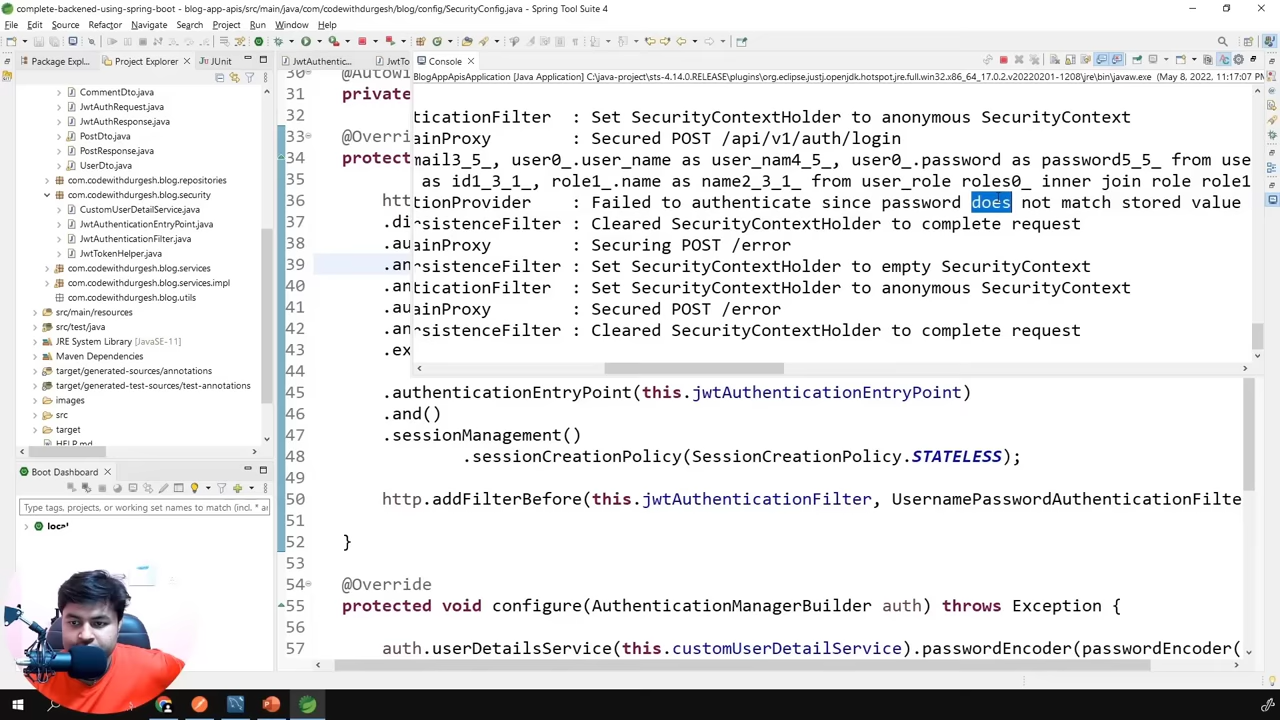 complete-backened-using-spring-boot - blog-app-apis/src/main/java/com/codewithdurgesh/blog/config/SecurityConfig.java - Spring Tool Suite 4
File Edit Source Refactor Navigate Search Project Run Window Help
Package Expl... Project Explorer JUnit
JwtAuthentic... JwtTo Console
BlogAppApisApplication [Java Application] C:\java-project\sts-4.14.0.RELEASE\plugins\org.eclipse.justj.openjdk.hotspot.jre.full.win32.x86_64_17.0.2.v20220201-1208\jre\bin\javaw.exe (May 8, 2022, 11:17:07 PM
CommentDto.java
JwtAuthRequest.java
JwtAuthResponse.java
PostDto.java
PostResponse.java
UserDto.java
com.codewithdurgesh.blog.repositories
com.codewithdurgesh.blog.security
CustomUserDetailService.java
JwtAuthenticationEntryPoint.java
JwtAuthenticationFilter.java
JwtTokenHelper.java
com.codewithdurgesh.blog.services
com.codewithdurgesh.blog.services.impl
com.codewithdurgesh.blog.utils
src/main/resources
src/test/java
JRE System Library [JavaSE-11]
Maven Dependencies
target/generated-sources/annotations
target/generated-test-sources/test-annotations
images
src
target
HELP.md
Boot Dashboard
Type tags, projects, or working set names to match (incl. *
local
ticationFilter : Set SecurityContextHolder to anonymous SecurityContext
ainProxy : Secured POST /api/v1/auth/login
mail3_5_, user0_.user_name as user_nam4_5_, user0_.password as password5_5_ from use
as id1_3_1_, role1_.name as name2_3_1_ from user_role roles0_ inner join role role1
tionProvider : Failed to authenticate since password does not match stored value
rsistenceFilter : Cleared SecurityContextHolder to complete request
ainProxy : Securing POST /error
rsistenceFilter : Set SecurityContextHolder to empty SecurityContext
ticationFilter : Set SecurityContextHolder to anonymous SecurityContext
ainProxy : Secured POST /error
rsistenceFilter : Cleared SecurityContextHolder to complete request
30 @Autowi
31 private
32
33 @Overri
34 protect
35
36 htt
37 .di
38 .au
39 .an
40 .an
41 .au
42 .an
43 .ex
44
45 .authenticationEntryPoint(this.jwtAuthenticationEntryPoint)
46 .and()
47 .sessionManagement()
48 .sessionCreationPolicy(SessionCreationPolicy.STATELESS);
49
50 http.addFilterBefore(this.jwtAuthenticationFilter, UsernamePasswordAuthenticationFilte
51
52 }
53
54 @Override
55 protected void configure(AuthenticationManagerBuilder auth) throws Exception {
56
57 auth.userDetailsService(this.customUserDetailService).passwordEncoder(passwordEncoder(